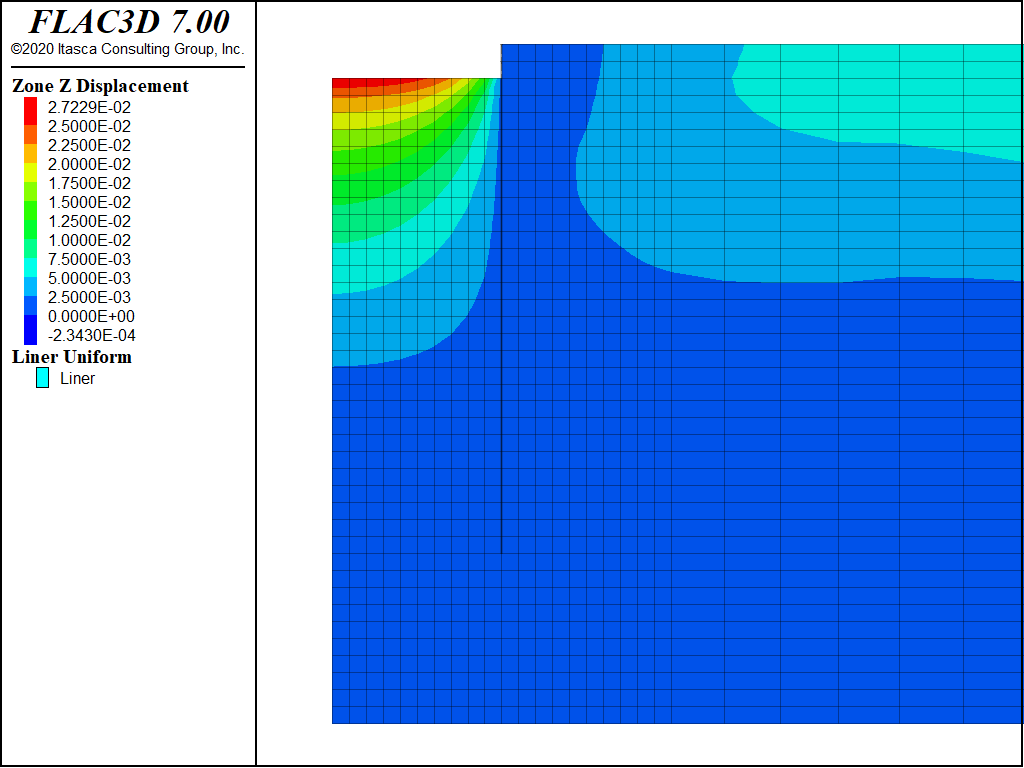 FLAC3D 7.00
©2020 Itasca Consulting Group, Inc.
Zone Z Displacement
2.7229E-02
2.5000E-02
2.2500E-02
2.0000E-02
1.7500E-02
1.5000E-02
1.2500E-02
1.0000E-02
7.5000E-03
5.0000E-03
2.5000E-03
0.0000E+00
-2.3430E-04
Liner Uniform
Liner